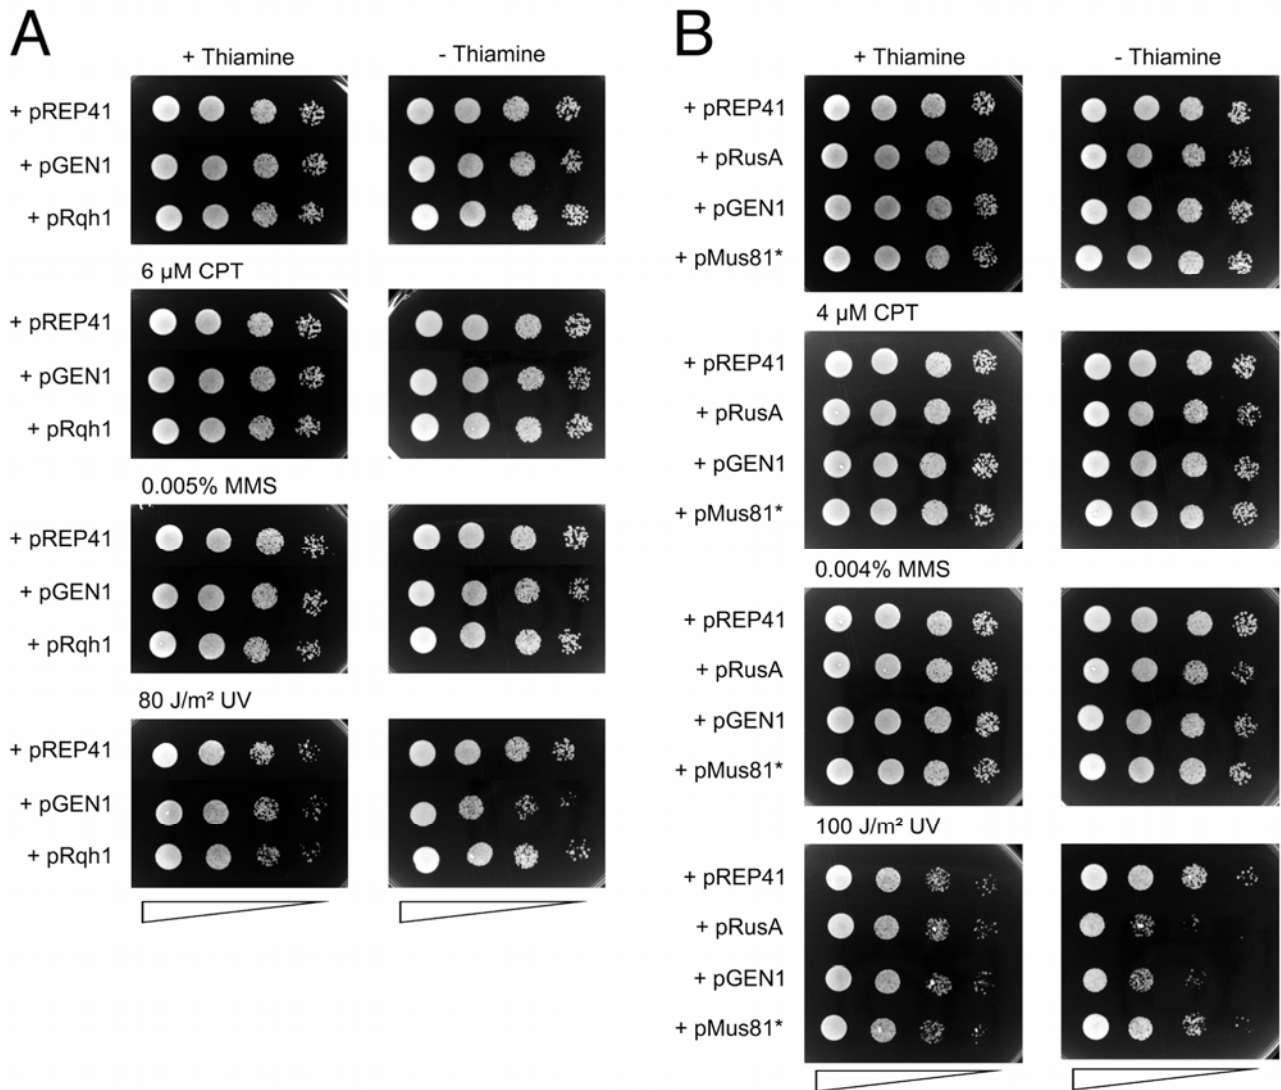 A
+ Thiamine
- Thiamine
+ pREP41
+ pGEN1
+ pRqh1
6 µM CPT
+ pREP41
+ pGEN1
+ pRqh1
0.005% MMS
+ pREP41
+ pGEN1
+ pRqh1
80 J/m² UV
+ pREP41
+ pGEN1
+ pRqh1
B
+ Thiamine
- Thiamine
+ pREP41
+ pRusA
+ pGEN1
+ pMus81*
4 µM CPT
+ pREP41
+ pRusA
+ pGEN1
+ pMus81*
0.004% MMS
+ pREP41
+ pRusA
+ pGEN1
+ pMus81*
100 J/m² UV
+ pREP41
+ pRusA
+ pGEN1
+ pMus81*